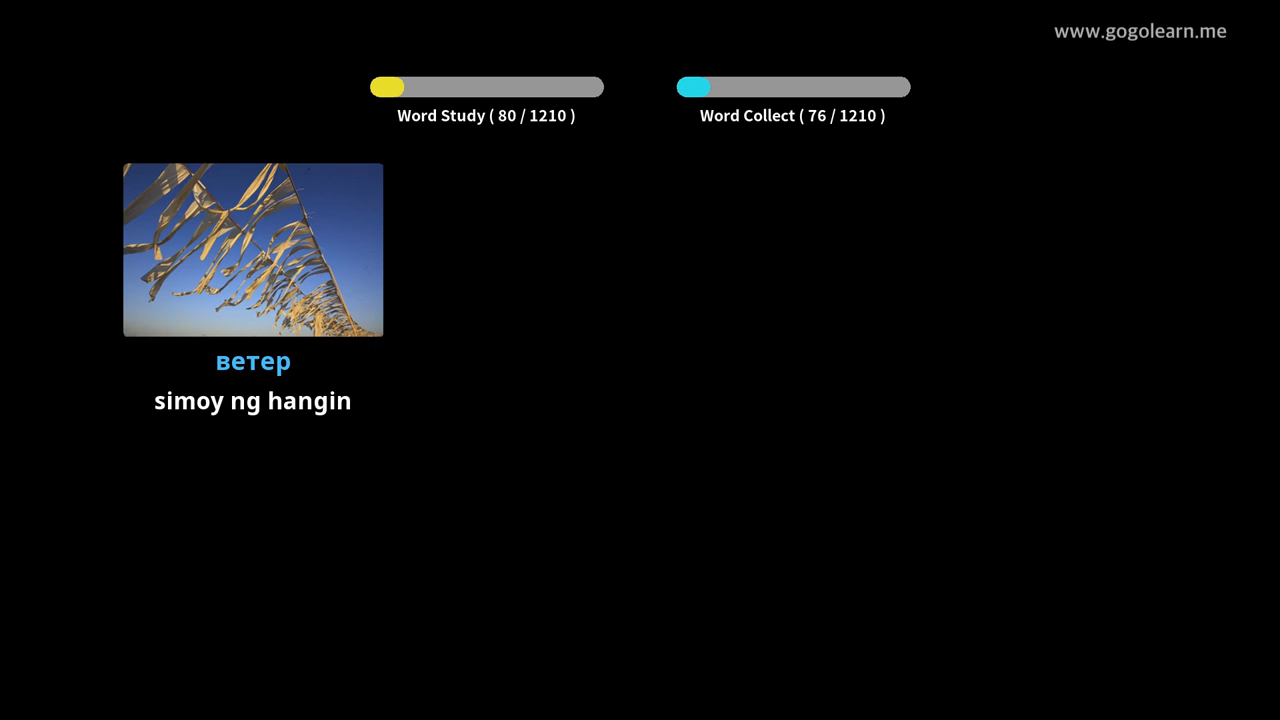 www.gogolearn.me
Word Study ( 80 / 1210 )
Word Collect ( 76 / 1210 )
ветер
simoy ng hangin